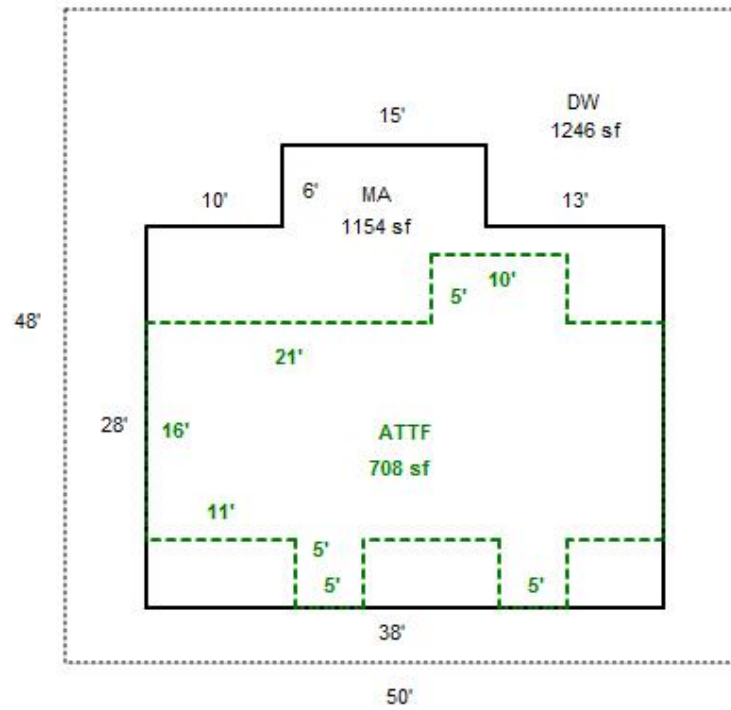 DW
1246 sf
15'
10'
6'
MA
1154 sf
13'
10'
5'
48'
21'
28'
16'
ATTF
708 sf
11'
5'
5'
5'
38'
50'